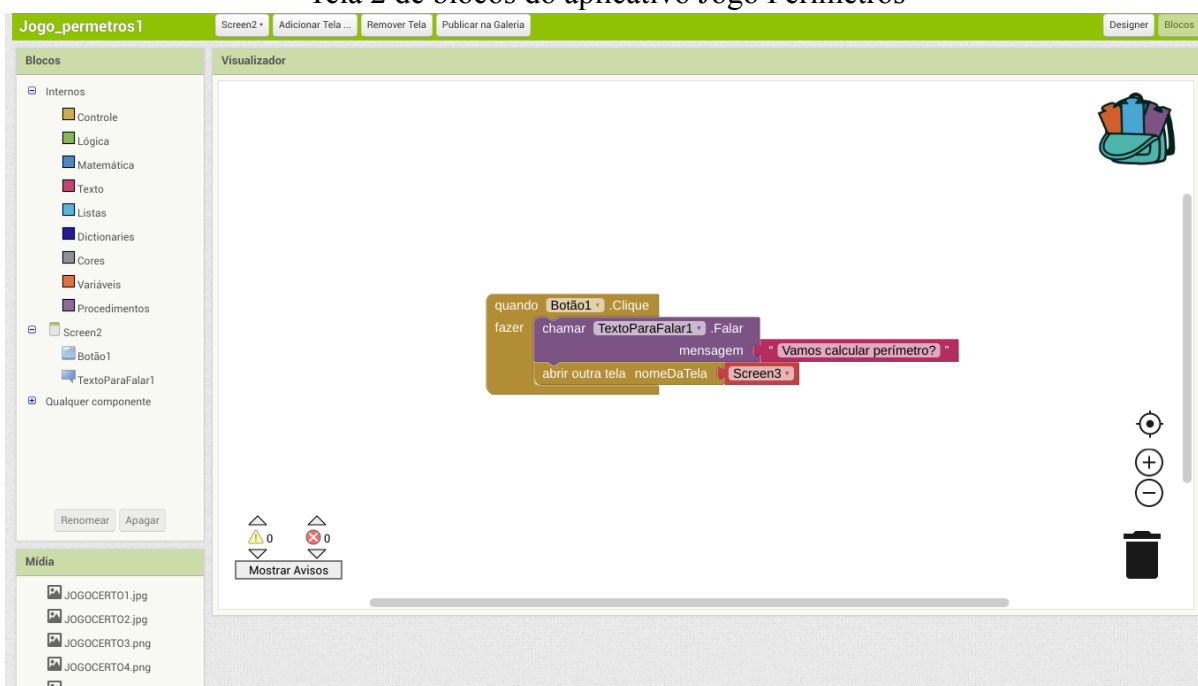 Tela 2 de blocos do aplicativo Jogo Perímetros
Jogo_permetros1
Screen2 Adicionar Tela ... Remover Tela Publicar na Galeria Designer Blocos
Blocos
Visualizador
Internos
Controle
Lógica
Matemática
Texto
Listas
Dictionaries
Cores
Variáveis
Procedimentos
Screen2
Botão1
TextoParaFalar1
Qualquer componente
Renomear Apagar
quando Botão1 .Clique
fazer chamar TextoParaFalar1 .Falar
mensagem " Vamos calcular perímetro? "
abrir outra tela nomeDaTela Screen3
0 0
Mostrar Avisos
Mídia
JOGOCERTO1.jpg
JOGOCERTO2.jpg
JOGOCERTO3.png
JOGOCERTO4.png